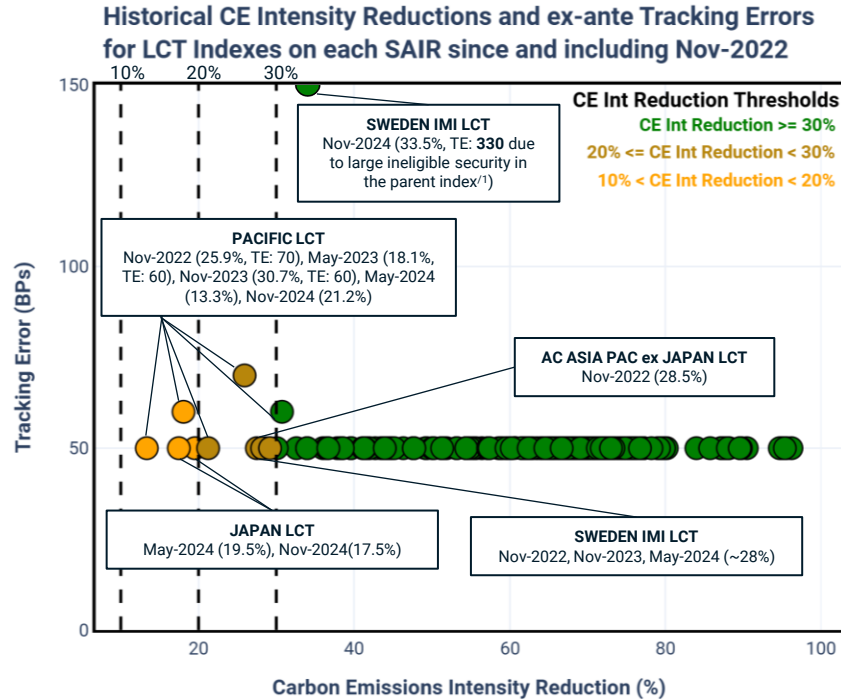 Historical CE Intensity Reductions and ex-ante Tracking Errors
for LCT Indexes on each SAIR since and including Nov-2022
10%
20%
30%
150
CE Int Reduction Thresholds
CE Int Reduction >= 30%
20% <= CE Int Reduction < 30%
10% < CE Int Reduction < 20%
SWEDEN IMI LCT
Nov-2024 (33.5%, TE: 330 due
to large ineligible security in
the parent index/1)
PACIFIC LCT
Nov-2022 (25.9%, TE: 70), May-2023 (18.1%,
TE: 60), Nov-2023 (30.7%, TE: 60), May-2024
(13.3%), Nov-2024 (21.2%)
100
Tracking Error (BPs)
AC ASIA PAC ex JAPAN LCT
Nov-2022 (28.5%)
50
JAPAN LCT
May-2024 (19.5%), Nov-2024(17.5%)
SWEDEN IMI LCT
Nov-2022, Nov-2023, May-2024 (~28%)
0
20
40
60
80
100
Carbon Emissions Intensity Reduction (%)